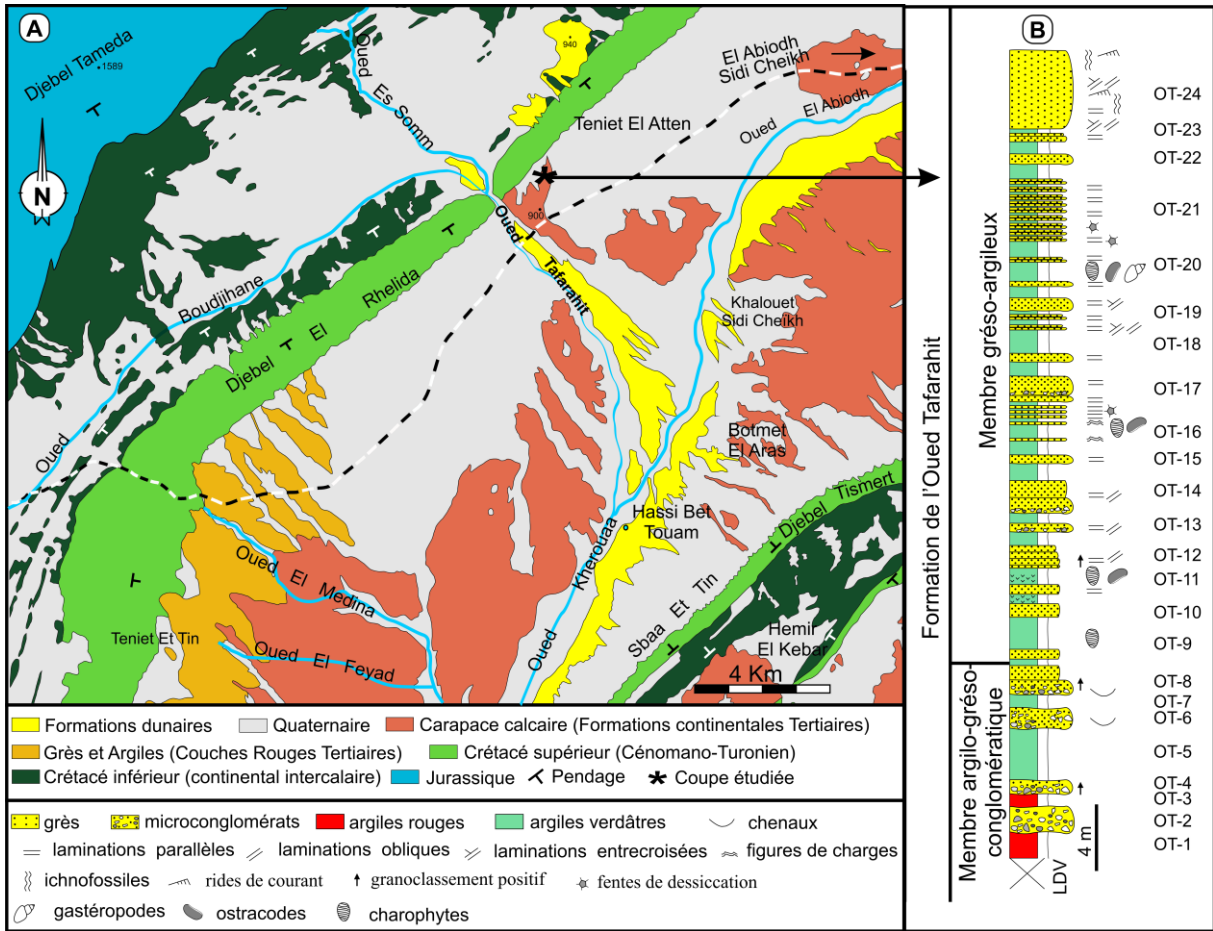 A
Djebel Tameda
1589
N
Oued
Es Somm
940
Teniet El Atten
El Abiodh
Sidi Cheikh
Oued
El Abiodh
900
Oued
Tafarahit
Boudjihane
Oued
Djebel El Rhelida
Khalouet
Sidi Cheikh
Botmet
El Aras
Hassi Bet
Touam
Oued
Kherouaa
Sbaa Et Tin
Djebel Tismert
Hemir
El Kebar
Oued El Medina
Oued El Feyad
Teniet Et Tin
4 Km
Formations dunaires
Quaternaire
Carapace calcaire (Formations continentales Tertiaires)
Grès et Argiles (Couches Rouges Tertiaires)
Crétacé supérieur (Cénomano-Turonien)
Crétacé inférieur (continental intercalaire)
Jurassique
Pendage
Coupe étudiée
grès
microconglomérats
argiles rouges
argiles verdâtres
chenaux
laminations parallèles
laminations obliques
laminations entrecroisées
figures de charges
ichnofossiles
rides de courant
granoclassement positif
fentes de dessiccation
gastéropodes
ostracodes
charophytes
B
Formation de l'Oued Tafarahit
Membre gréso-argileux
Membre argilo-gréso-
conglomératique
OT-24
OT-23
OT-22
OT-21
OT-20
OT-19
OT-18
OT-17
OT-16
OT-15
OT-14
OT-13
OT-12
OT-11
OT-10
OT-9
OT-8
OT-7
OT-6
OT-5
OT-4
OT-3
OT-2
OT-1
4 m
LDV